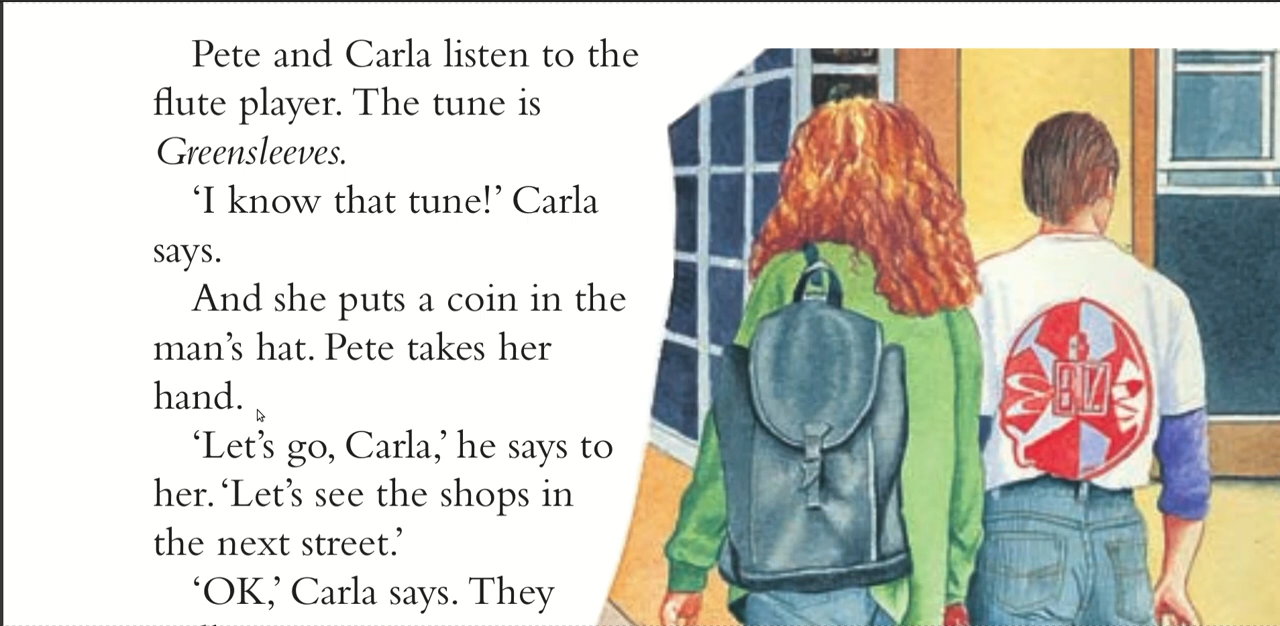 Pete and Carla listen to the
flute player. The tune is
Greensleeves.
‘I know that tune!’ Carla
says.
And she puts a coin in the
man’s hat. Pete takes her
hand.
‘Let’s go, Carla,’ he says to
her. ‘Let’s see the shops in
the next street.’
‘OK,’ Carla says. They